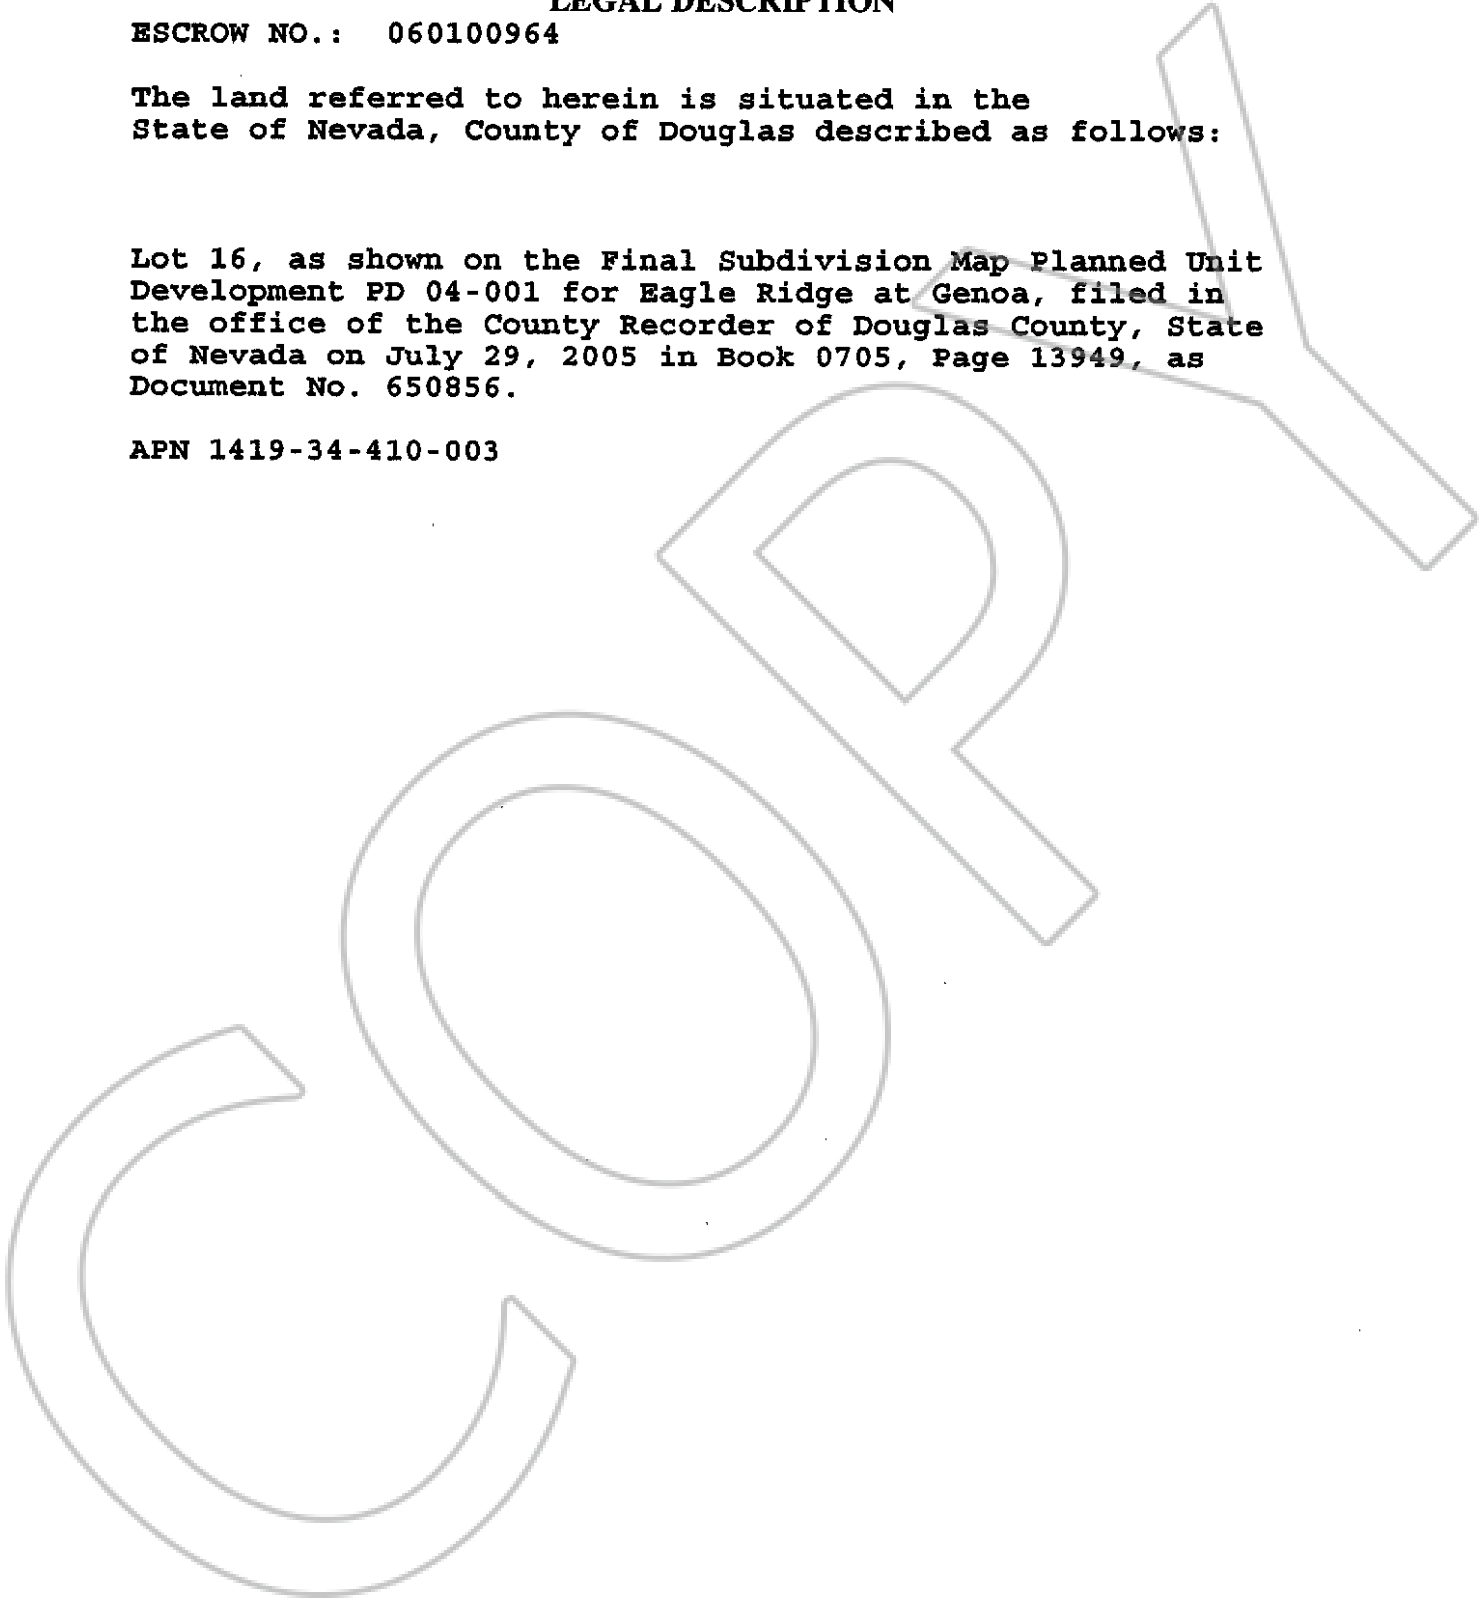 LEGAL DESCRIPTION
ESCROW NO.: 060100964
The land referred to herein is situated in the
State of Nevada, County of Douglas described as follows:
Lot 16, as shown on the Final Subdivision Map Planned Unit
Development PD 04-001 for Eagle Ridge at Genoa, filed in
the office of the County Recorder of Douglas County, State
of Nevada on July 29, 2005 in Book 0705, Page 13949, as
Document No. 650856.
APN 1419-34-410-003
COPY